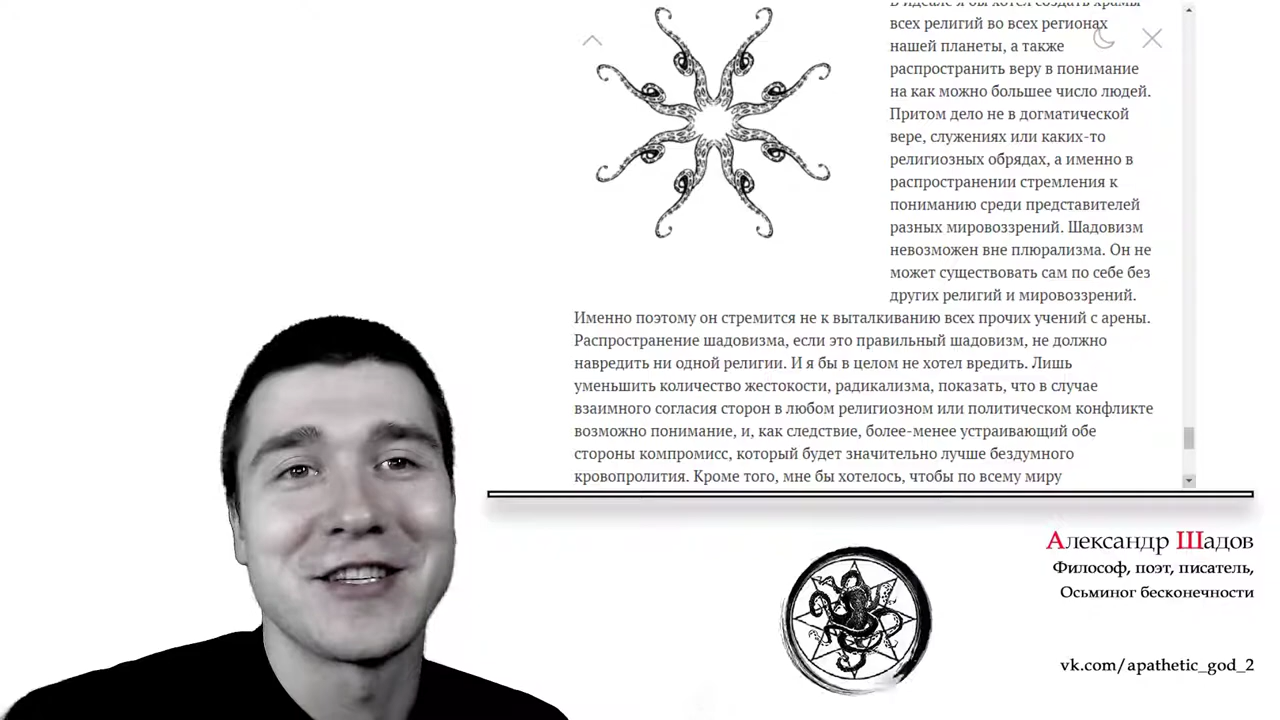 В идеале я бы хотел создать храмы
всех религий во всех регионах
нашей планеты, а также
распространить веру в понимание
на как можно большее число людей.
Притом дело не в догматической
вере, служениях или каких-то
религиозных обрядах, а именно в
распространении стремления к
пониманию среди представителей
разных мировоззрений. Шадовизм
невозможен вне плюрализма. Он не
может существовать сам по себе без
других религий и мировоззрений.
Именно поэтому он стремится не к выталкиванию всех прочих учений с арены.
Распространение шадовизма, если это правильный шадовизм, не должно
навредить ни одной религии. И я бы в целом не хотел вредить. Лишь
уменьшить количество жестокости, радикализма, показать, что в случае
взаимного согласия сторон в любом религиозном или политическом конфликте
возможно понимание, и, как следствие, более-менее устраивающий обе
стороны компромисс, который будет значительно лучше бездумного
кровопролития. Кроме того, мне бы хотелось, чтобы по всему миру
Александр Шадов
Философ, поэт, писатель,
Осьминог бесконечности
vk.com/apathetic_god_2